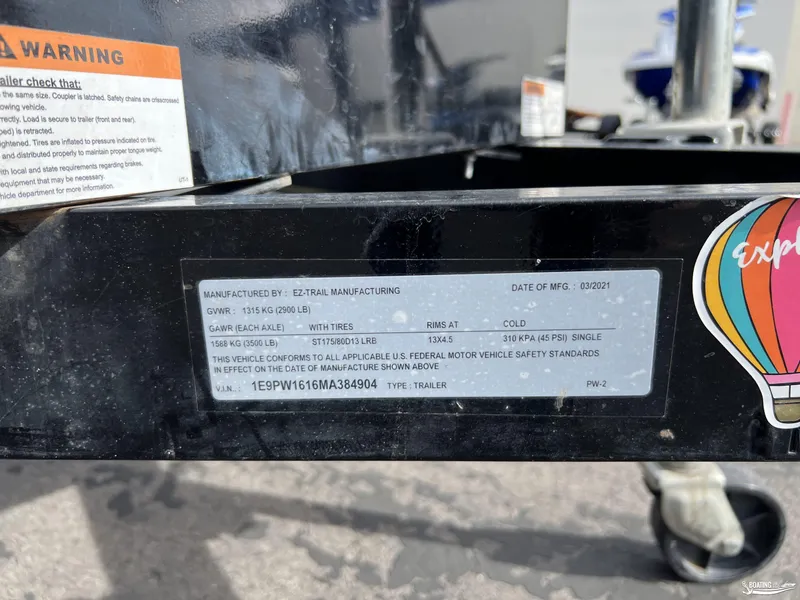 WARNING
ailer check that:
the same size. Coupler is latched. Safety chains are crisscrossed
owing vehicle.
rrectly. Load is secure to trailer (front and rear).
ped) is retracted.
ightened. Tires are inflated to pressure indicated on tire.
and distributed properly to maintain proper tongue weight.
ith local and state requirements regarding brakes.
equipment that may be necessary.
hicle department for more information.
MANUFACTURED BY : EZ-TRAIL MANUFACTURING DATE OF MFG. : 03/2021
GVWR : 1315 KG (2900 LB)
GAWR (EACH AXLE) WITH TIRES RIMS AT COLD
1588 KG (3500 LB) ST175/80D13 LRB 13X4.5 310 KPA (45 PSI) SINGLE
THIS VEHICLE CONFORMS TO ALL APPLICABLE U.S. FEDERAL MOTOR VEHICLE SAFETY STANDARDS
IN EFFECT ON THE DATE OF MANUFACTURE SHOWN ABOVE
V.I.N.: 1E9PW1616MA384904 TYPE : TRAILER PW-2
Expl
BOATING